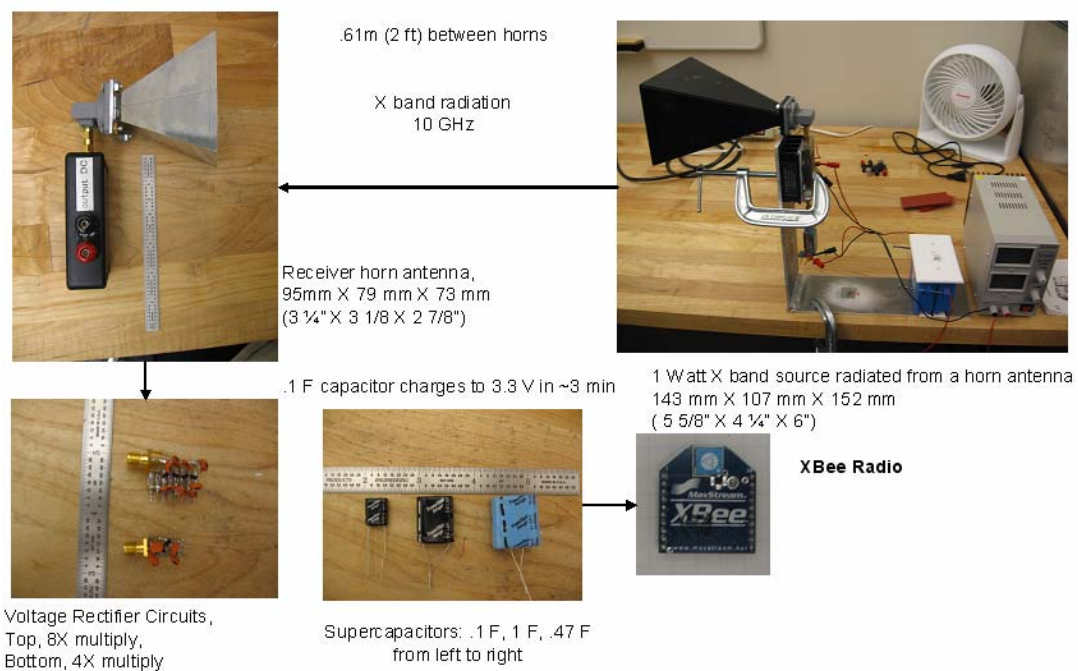 .61m (2 ft) between horns
X band radiation
10 GHz
output DC
Receiver horn antenna,
95mm X 79 mm X 73 mm
(3 ¼" X 3 1/8 X 2 7/8")
.1 F capacitor charges to 3.3 V in ~3 min
1 Watt X band source radiated from a horn antenna
143 mm X 107 mm X 152 mm
( 5 5/8" X 4 ¼" X 6")
XBee Radio
MaxStream
XBee
www.maxstream.net
Voltage Rectifier Circuits,
Top, 8X multiply,
Bottom, 4X multiply
Supercapacitors: .1 F, 1 F, .47 F
from left to right